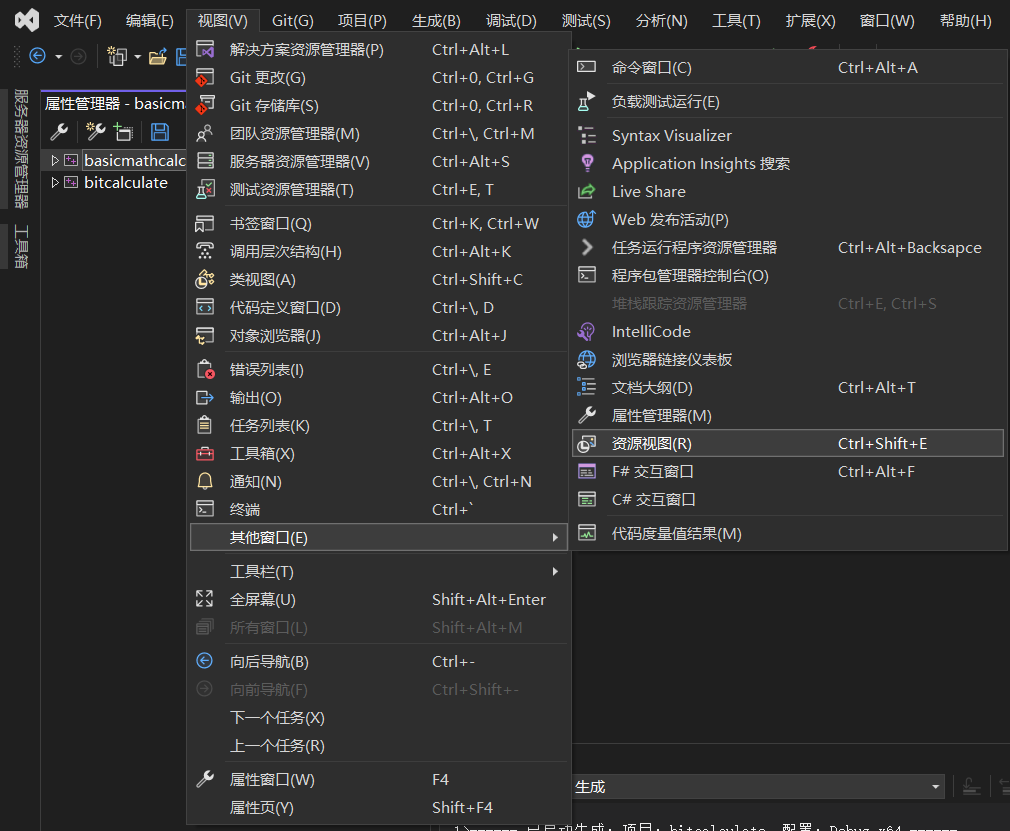 文件(F) 编辑(E) 视图(V) Git(G) 项目(P) 生成(B) 调试(D) 测试(S) 分析(N) 工具(T) 扩展(X) 窗口(W) 帮助(H)
服务器资源管理器
工具箱
属性管理器 - basicma
basicmathcalc
bitcalculate
解决方案资源管理器(P) Ctrl+Alt+L
Git 更改(G) Ctrl+0, Ctrl+G
Git 存储库(S) Ctrl+0, Ctrl+R
团队资源管理器(M) Ctrl+\, Ctrl+M
服务器资源管理器(V) Ctrl+Alt+S
测试资源管理器(T) Ctrl+E, T
书签窗口(Q) Ctrl+K, Ctrl+W
调用层次结构(H) Ctrl+Alt+K
类视图(A) Ctrl+Shift+C
代码定义窗口(D) Ctrl+\, D
对象浏览器(J) Ctrl+Alt+J
错误列表(I) Ctrl+\, E
输出(O) Ctrl+Alt+O
任务列表(K) Ctrl+\, T
工具箱(X) Ctrl+Alt+X
通知(N) Ctrl+\, Ctrl+N
终端 Ctrl+`
其他窗口(E)
工具栏(T)
全屏幕(U) Shift+Alt+Enter
所有窗口(L) Shift+Alt+M
向后导航(B) Ctrl+-
向前导航(F) Ctrl+Shift+-
下一个任务(X)
上一个任务(R)
属性窗口(W) F4
属性页(Y) Shift+F4
命令窗口(C) Ctrl+Alt+A
负载测试运行(E)
Syntax Visualizer
Application Insights 搜索
Live Share
Web 发布活动(P)
任务运行程序资源管理器 Ctrl+Alt+Backsapce
程序包管理器控制台(O)
堆栈跟踪资源管理器 Ctrl+E, Ctrl+S
IntelliCode
浏览器链接仪表板
文档大纲(D) Ctrl+Alt+T
属性管理器(M)
资源视图(R) Ctrl+Shift+E
F# 交互窗口 Ctrl+Alt+F
C# 交互窗口
代码度量值结果(M)
生成
1>------ 已启动生成: 项目: bitcalculate, 配置: Debug x64 ------